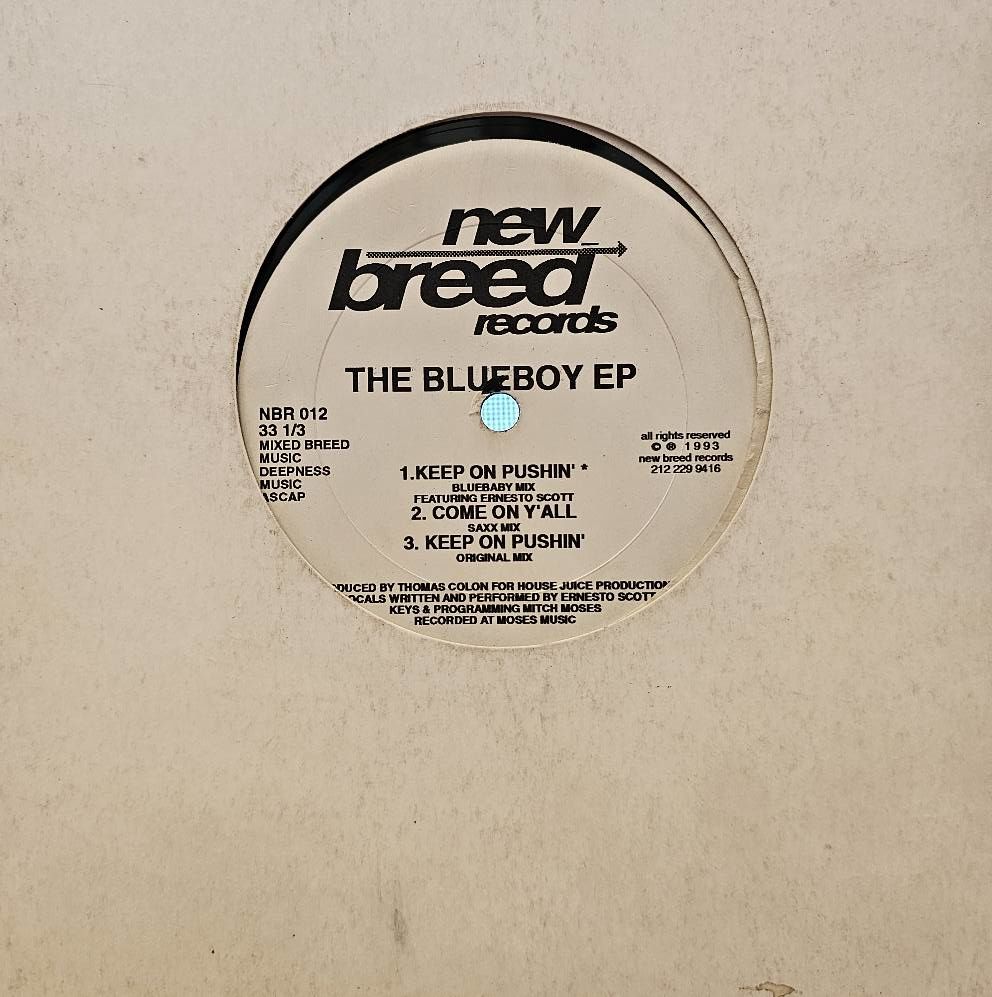 new
breed
records
THE BLUEBOY EP
NBR 012
33 1/3
MIXED BREED
MUSIC
DEEPNESS
MUSIC
ASCAP
all rights reserved
© ℗ 1993
new breed records
212 229 9416
1.KEEP ON PUSHIN' *
BLUEBABY MIX
FEATURING ERNESTO SCOTT
2. COME ON Y'ALL
SAXX MIX
3. KEEP ON PUSHIN'
ORIGINAL MIX
DUCED BY THOMAS COLON FOR HOUSE JUICE PRODUCTION
OCALS WRITTEN AND PERFORMED BY ERNESTO SCOTT
KEYS & PROGRAMMING MITCH MOSES
RECORDED AT MOSES MUSIC